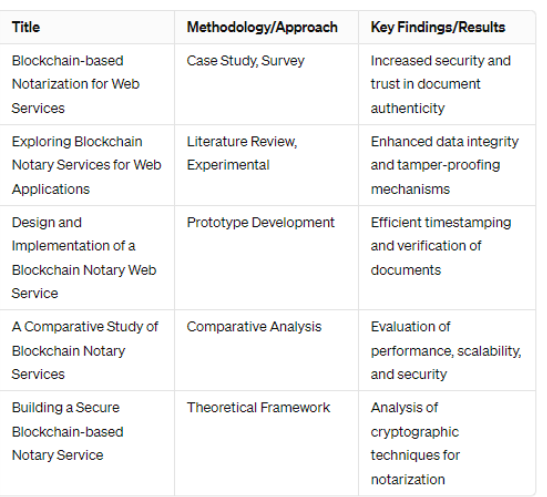 Title Methodology/Approach Key Findings/Results
Blockchain-based Case Study, Survey Increased security and
Notarization for Web trust in document
Services authenticity
Exploring Blockchain Literature Review, Enhanced data integrity
Notary Services for Web Experimental and tamper-proofing
Applications mechanisms
Design and Prototype Development Efficient timestamping
Implementation of a and verification of
Blockchain Notary Web documents
Service
A Comparative Study of Comparative Analysis Evaluation of
Blockchain Notary performance, scalability,
Services and security
Building a Secure Theoretical Framework Analysis of
Blockchain-based cryptographic
Notary Service techniques for
notarization